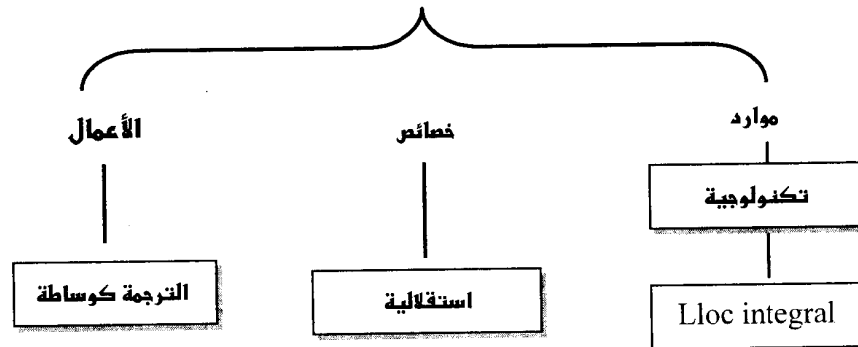 موارد
خصائص
الأعمال
تكنولوجية
الترجمة كوساطة
استقلالية
Lloc integral